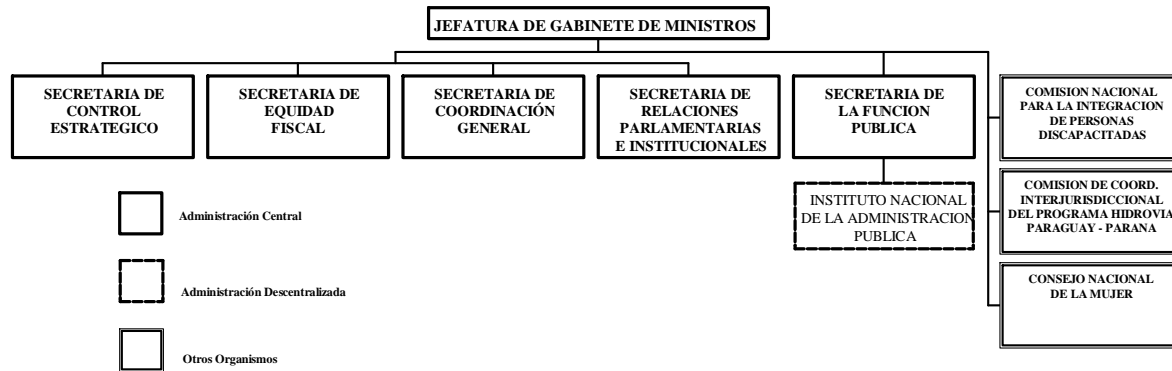 JEFATURA DE GABINETE DE MINISTROS
SECRETARIA DE
CONTROL
ESTRATEGICO
SECRETARIA DE
EQUIDAD
FISCAL
SECRETARIA DE
COORDINACIÓN
GENERAL
SECRETARIA DE
RELACIONES
PARLAMENTARIAS
E INSTITUCIONALES
SECRETARIA DE
LA FUNCION
PUBLICA
COMISION NACIONAL
PARA LA INTEGRACION
DE PERSONAS
DISCAPACITADAS
INSTITUTO NACIONAL
DE LA ADMINISTRACION
PUBLICA
COMISION DE COORD.
INTERJURISDICCIONAL
DEL PROGRAMA HIDROVIA
PARAGUAY - PARANA
CONSEJO NACIONAL
DE LA MUJER
Administración Central
Administración Descentralizada
Otros Organismos